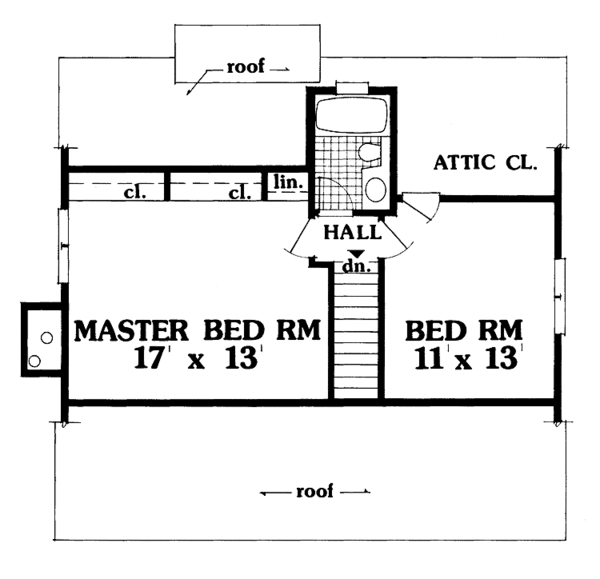 roof
ATTIC CL.
cl.
cl.
lin.
HALL
dn.
MASTER BED RM
17' x 13'
BED RM
11' x 13'
roof